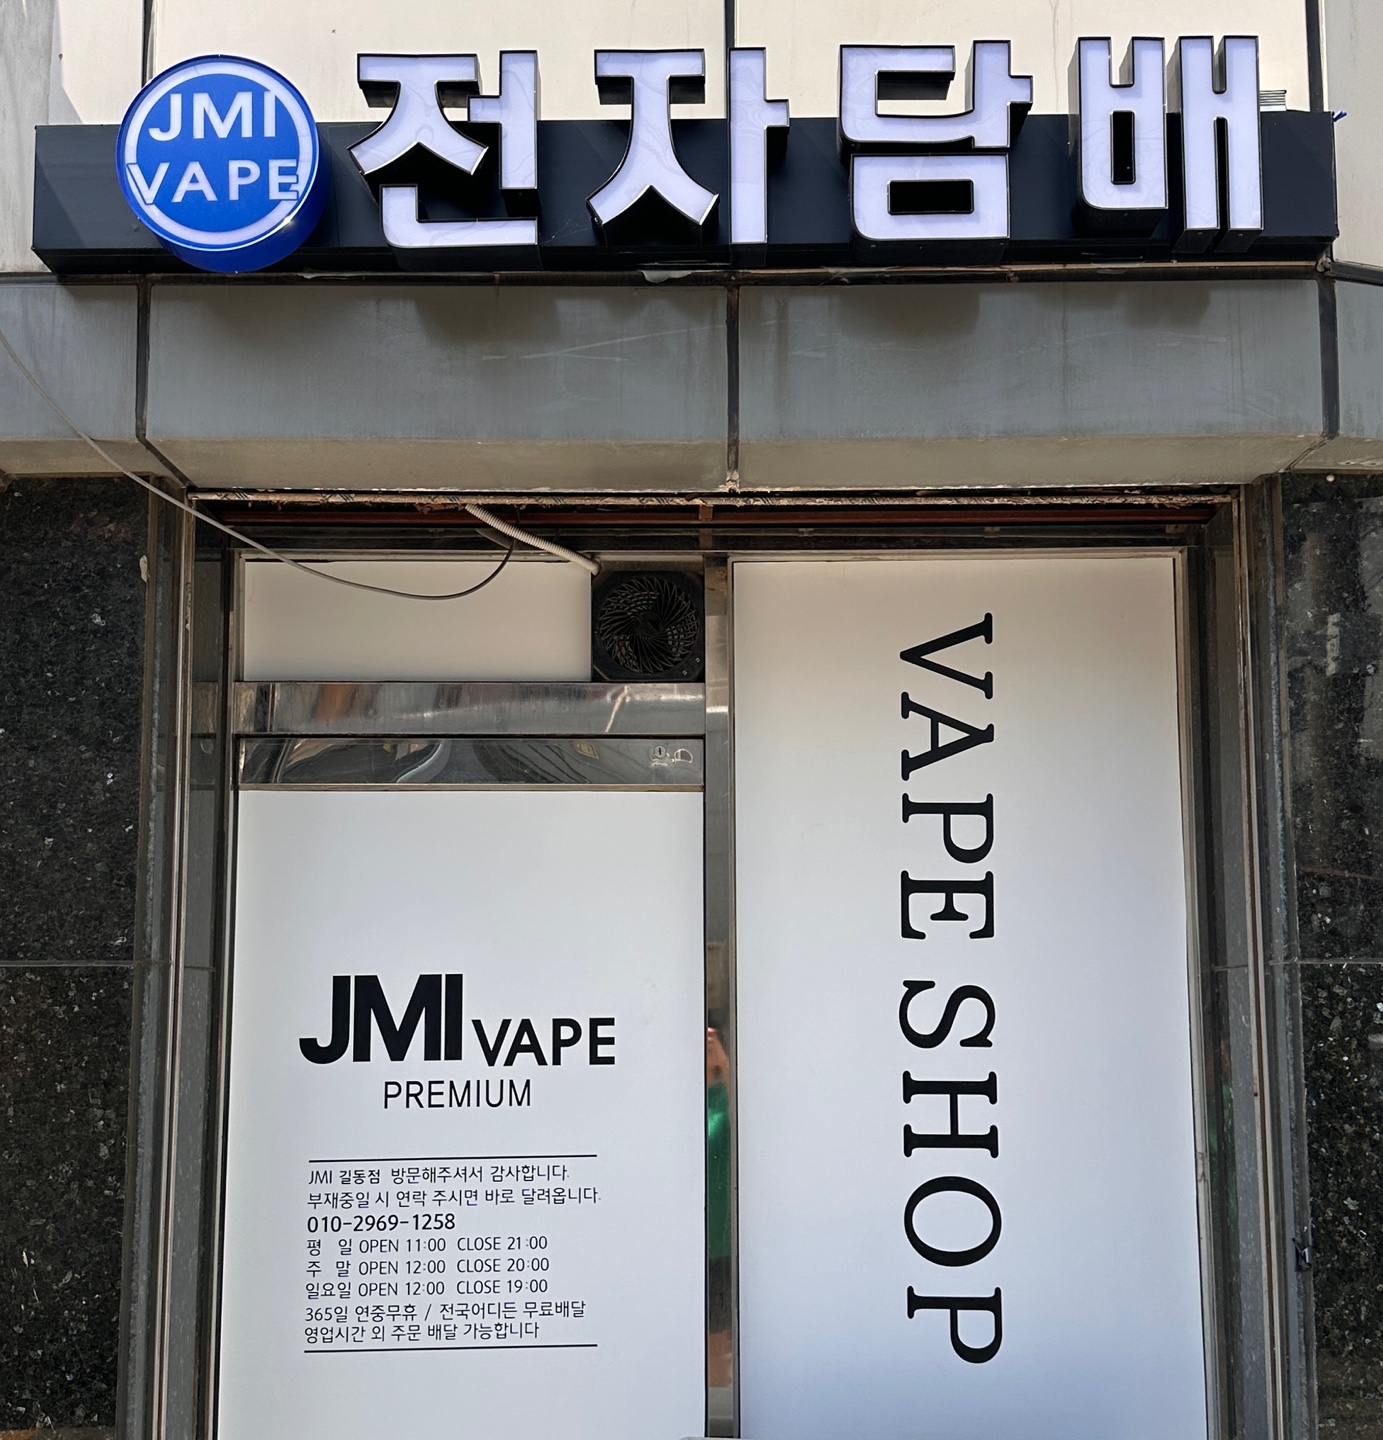 JMI
VAPE
전자담배
VAPE SHOP
JMI VAPE
PREMIUM
JMI 길동점 방문해주셔서 감사합니다.
부재중일 시 연락 주시면 바로 달려옵니다.
010-2969-1258
평 일 OPEN 11:00 CLOSE 21:00
주 말 OPEN 12:00 CLOSE 20:00
일요일 OPEN 12:00 CLOSE 19:00
365일 연중무휴 / 전국어디든 무료배달
영업시간 외 주문 배달 가능합니다